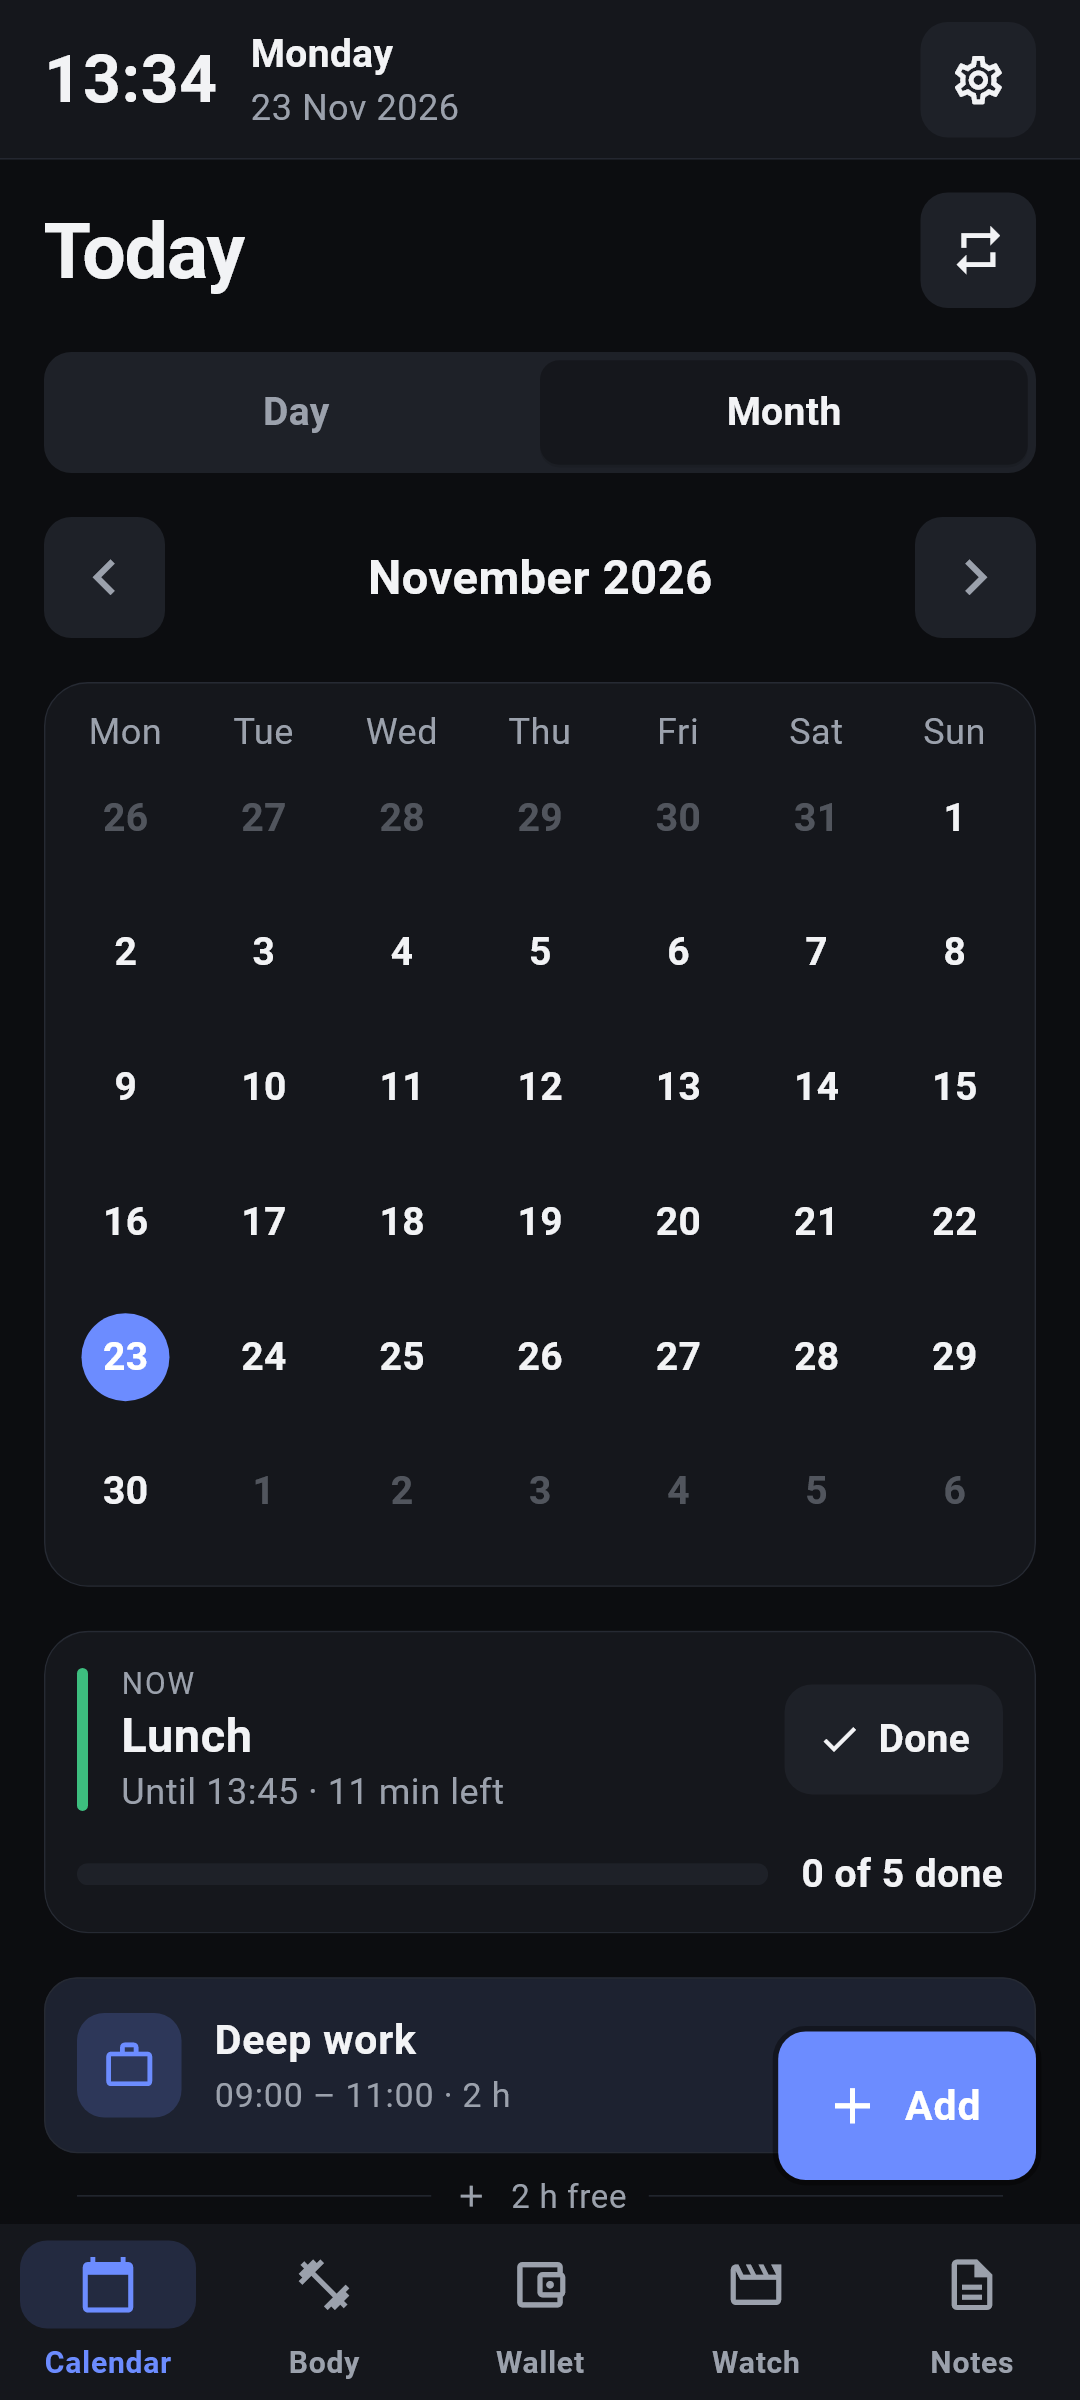 13:34
Monday
23 Nov 2026
Today
Day Month
November 2026
Mon Tue Wed Thu Fri Sat Sun
26 27 28 29 30 31 1
2 3 4 5 6 7 8
9 10 11 12 13 14 15
16 17 18 19 20 21 22
23 24 25 26 27 28 29
30 1 2 3 4 5 6
NOW
Lunch
Until 13:45 · 11 min left
Done
0 of 5 done
Deep work
09:00 – 11:00 · 2 h
Add
2 h free
Calendar Body Wallet Watch Notes